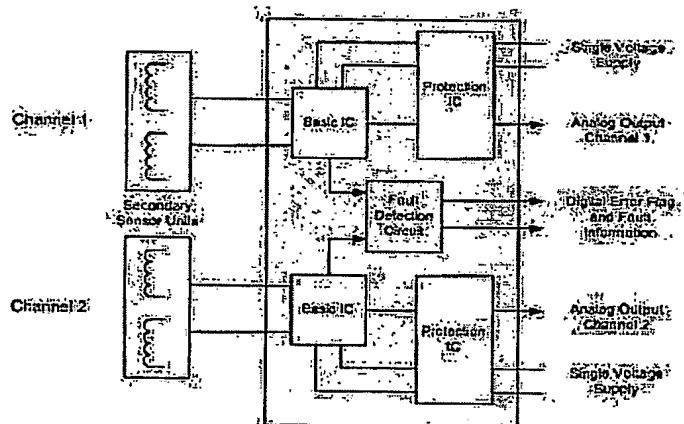 Single Voltage
Supply
Protection
IC
Channel 1
Basic IC
Analog Output
Channel 1
Secondary
Sensor Units
Fault
Detection
Circuit
Digital Error Flag
and Fault
Information
Channel 2
Basic IC
Protection
IC
Analog Output
Channel 2
Single Voltage
Supply